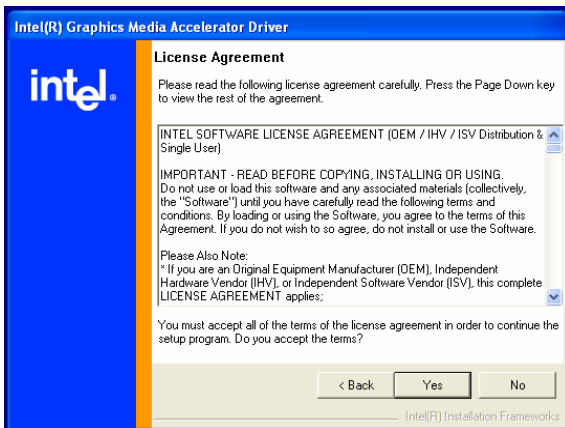 Intel(R) Graphics Media Accelerator Driver
intel.
License Agreement
Please read the following license agreement carefully. Press the Page Down key
to view the rest of the agreement.
INTEL SOFTWARE LICENSE AGREEMENT (OEM / IHV / ISV Distribution &
Single User)
IMPORTANT - READ BEFORE COPYING, INSTALLING OR USING.
Do not use or load this software and any associated materials (collectively,
the "Software") until you have carefully read the following terms and
conditions. By loading or using the Software, you agree to the terms of this
Agreement. If you do not wish to so agree, do not install or use the Software.
Please Also Note:
* If you are an Original Equipment Manufacturer (OEM), Independent
Hardware Vendor (IHV), or Independent Software Vendor (ISV), this complete
LICENSE AGREEMENT applies;
You must accept all of the terms of the license agreement in order to continue the
setup program. Do you accept the terms?
< Back Yes No
Intel(R) Installation Frameworks